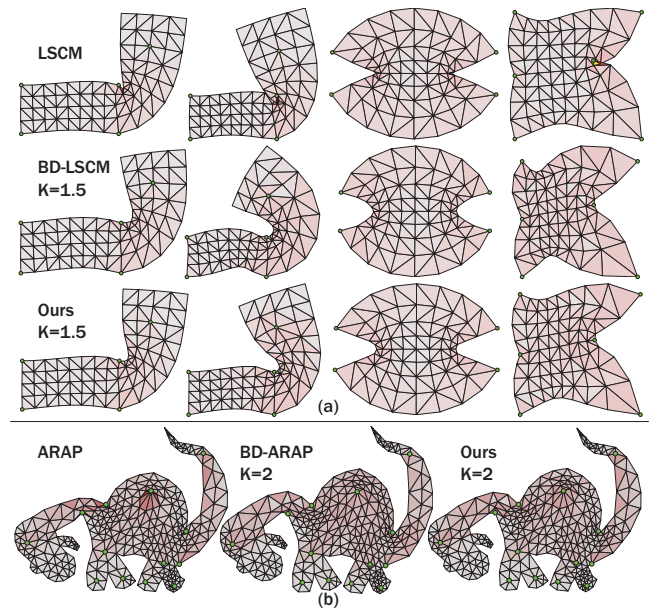 LSCM
BD-LSCM
K=1.5
Ours
K=1.5
(a)
ARAP
BD-ARAP
K=2
Ours
K=2
(b)